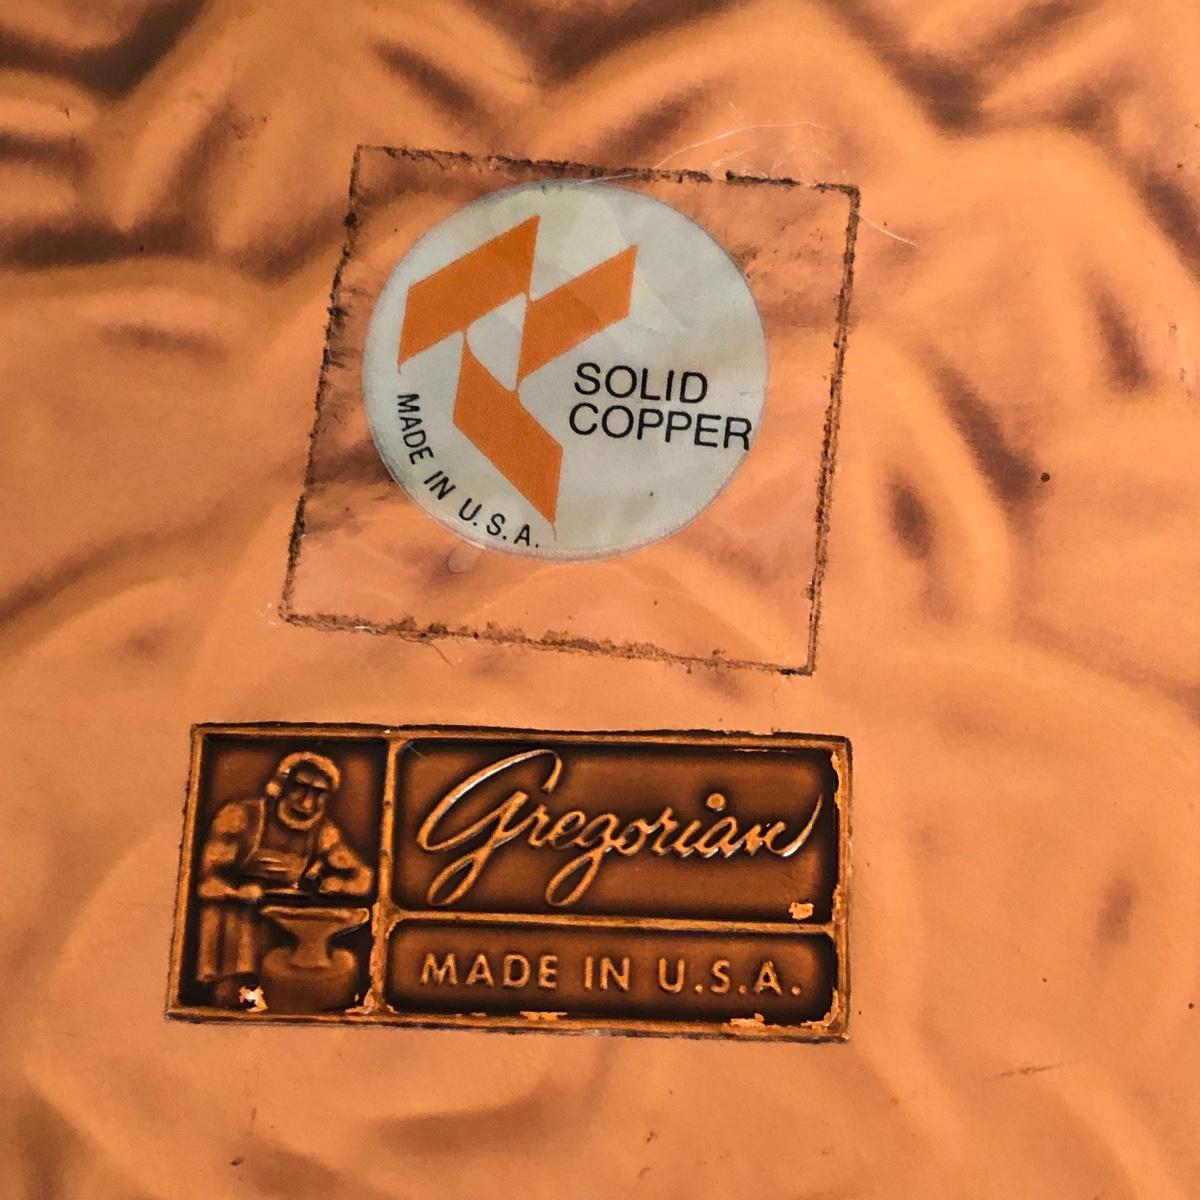 SOLID
COPPER
MADE IN U.S.A.
Gregorian
MADE IN U.S.A.